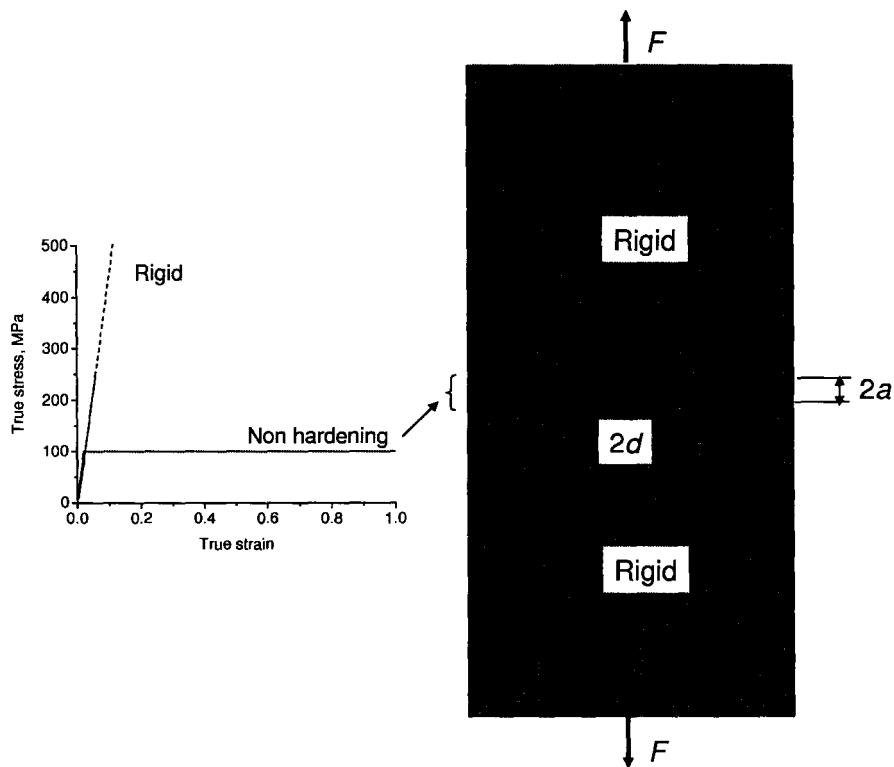 F
Rigid
500
400
300
200
100
0
True stress, MPa
Rigid
Non hardening
0.0 0.2 0.4 0.6 0.8 1.0
True strain
2a
2d
Rigid
F